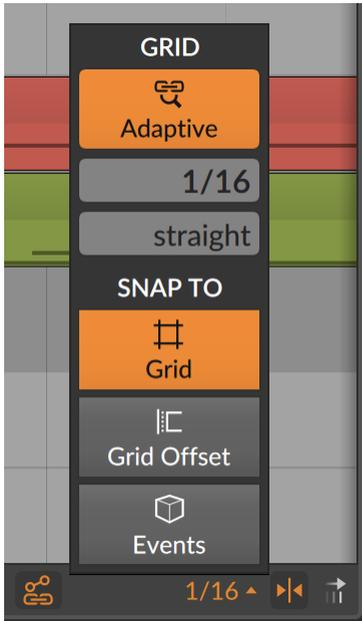 GRID
Adaptive
1/16
straight
SNAP TO
Grid
Grid Offset
Events
1/16